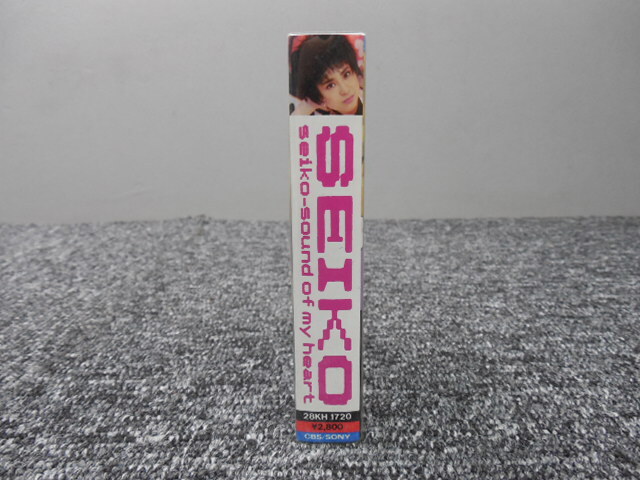 SEIKO
seiko-sound of my heart
28KH 1720
¥2,800
CBS/SONY